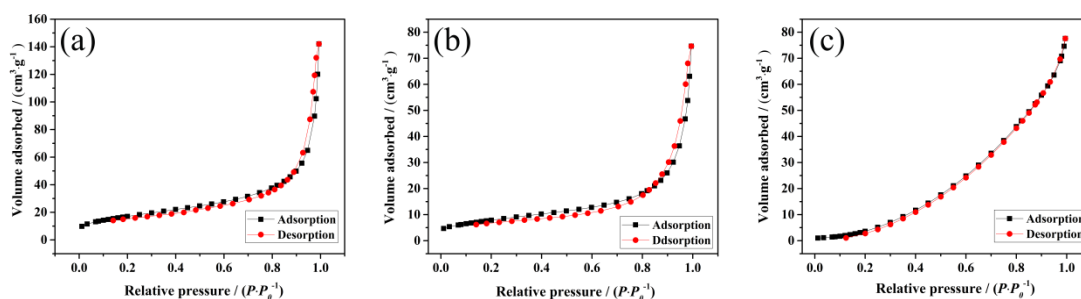 (a)
Volume adsorbed / (cm³·g⁻¹)
160
140
120
100
80
60
40
20
0
Adsorption
Desorption
0.0 0.2 0.4 0.6 0.8 1.0
Relative pressure / (P·P₀⁻¹)
(b)
Volume adsorbed / (cm³·g⁻¹)
80
70
60
50
40
30
20
10
0
Adsorption
Ddsorption
0.0 0.2 0.4 0.6 0.8 1.0
Relative pressure / (P·P₀⁻¹)
(c)
Volume adsorbed / (cm³·g⁻¹)
80
70
60
50
40
30
20
10
0
Adsorption
Desorption
0.0 0.2 0.4 0.6 0.8 1.0
Relative pressure / (P·P₀⁻¹)